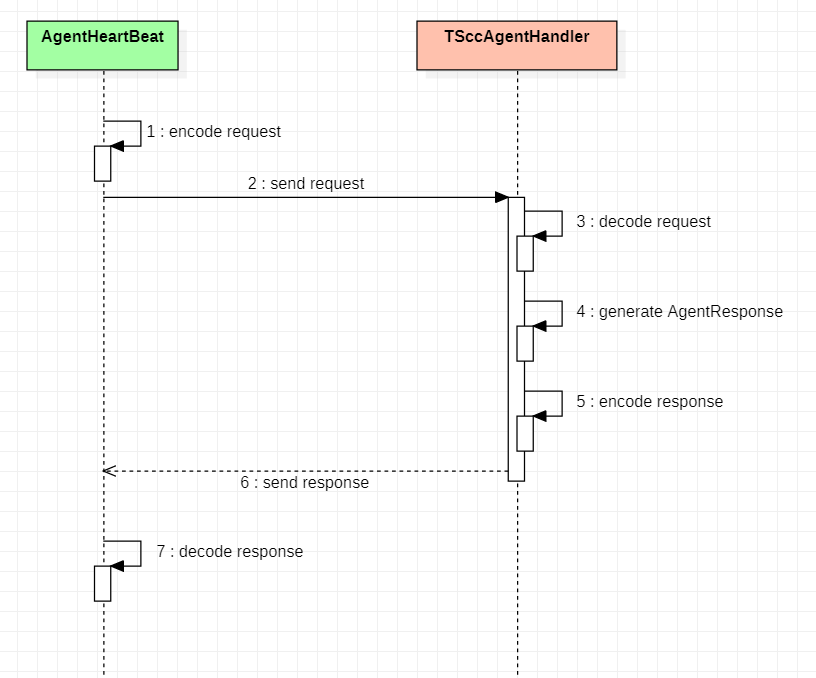 AgentHeartBeat
TSccAgentHandler
1 : encode request
2 : send request
3 : decode request
4 : generate AgentResponse
5 : encode response
6 : send response
7 : decode response